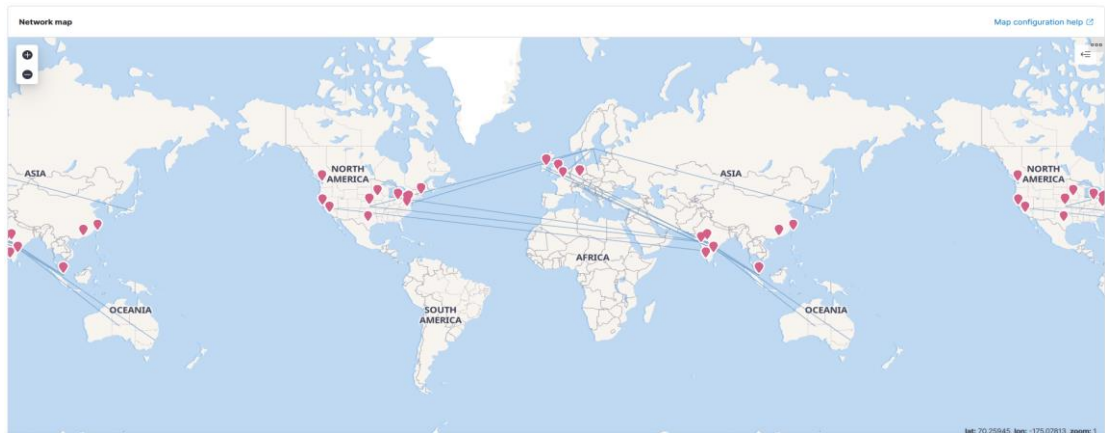 Network map
Map configuration help
ASIA
NORTH
AMERICA
ASIA
NORTH
AMERICA
AFRICA
OCEANIA
SOUTH
AMERICA
OCEANIA
lat: 70.25945, lon: -175.07813, zoom: 1